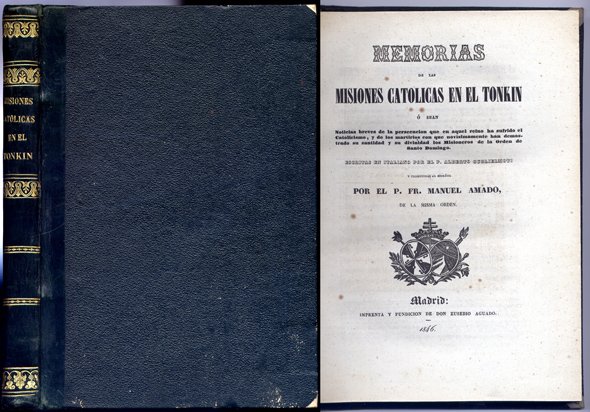 MISIONES
CATOLICAS
EN EL
TONKIN
MEMORIAS
DE LAS
MISIONES CATOLICAS EN EL TONKIN
Ó SEAN
Noticias breves de la persecucion que en aquel reino ha sufrido el
Catolicismo, y de los martirios con que novisimamente han demos-
trado su santidad y su divinidad los Misioneros de la Orden de
Santo Domingo.
ESCRITAS EN ITALIANO POR EL P. ALBERTO GUGLIELMOTI
Y TRADUCIDAS AL ESPAÑOL
POR EL P. FR. MANUEL AMADO,
DE LA MISMA ORDEN.
Madrid:
IMPRENTA Y FUNDICION DE DON EUSEBIO AGUADO.
1846.